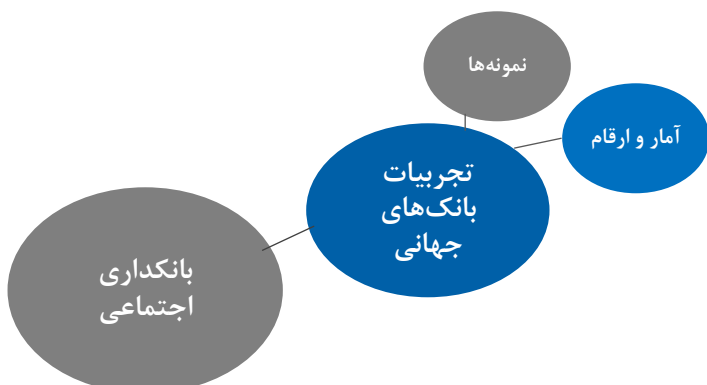 نمونه‌ها
آمار و ارقام
تجربیات
بانک‌های
جهانی
بانکداری
اجتماعی